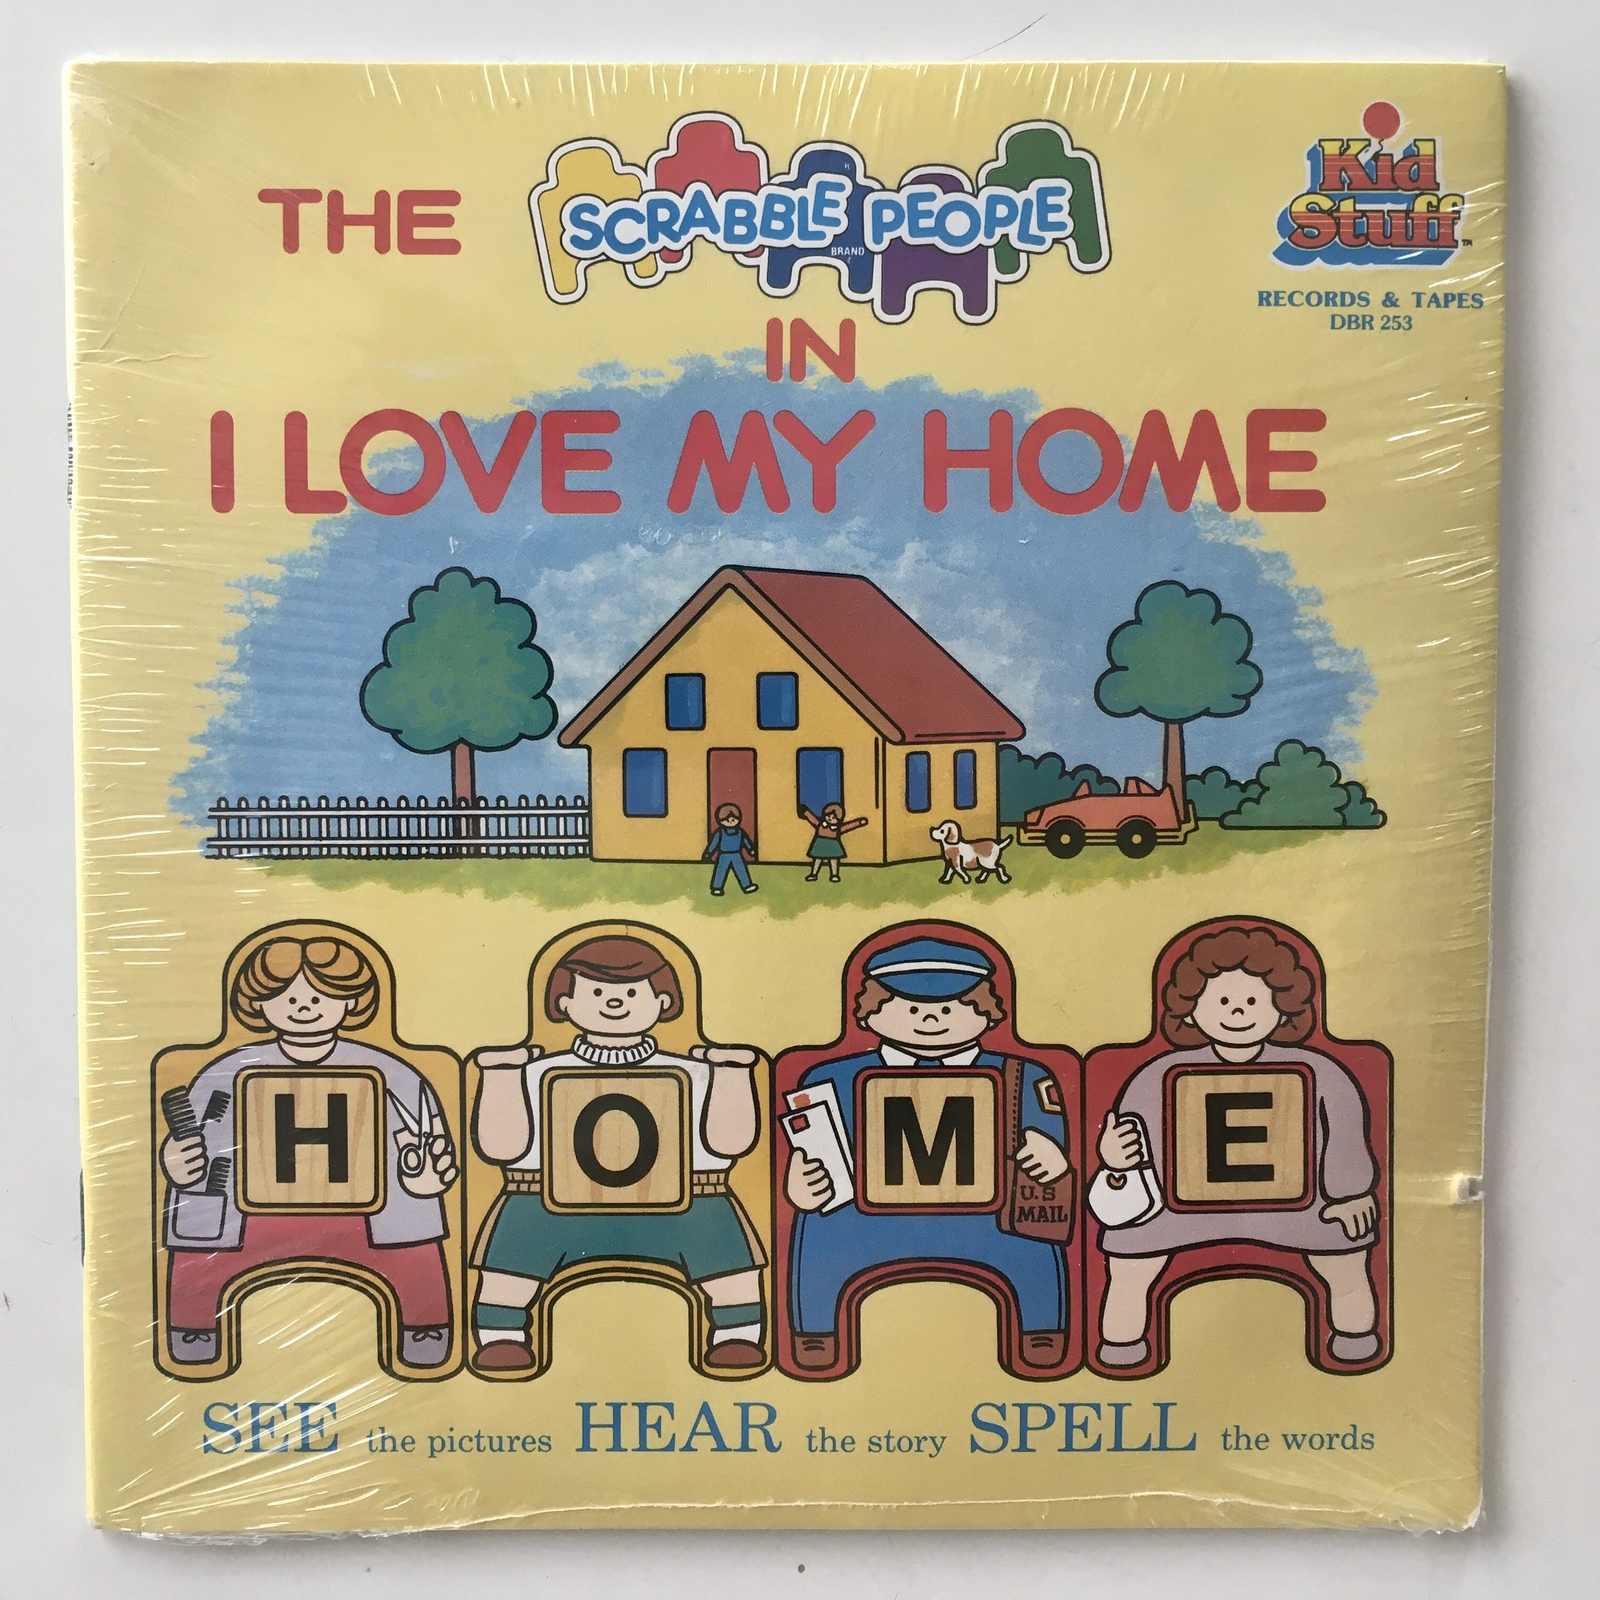 THE SCRABBLE PEOPLE
BRAND
Kid
Stuff™
RECORDS & TAPES
DBR 253
IN
I LOVE MY HOME
H O M E
U.S
MAIL
SEE the pictures HEAR the story SPELL the words